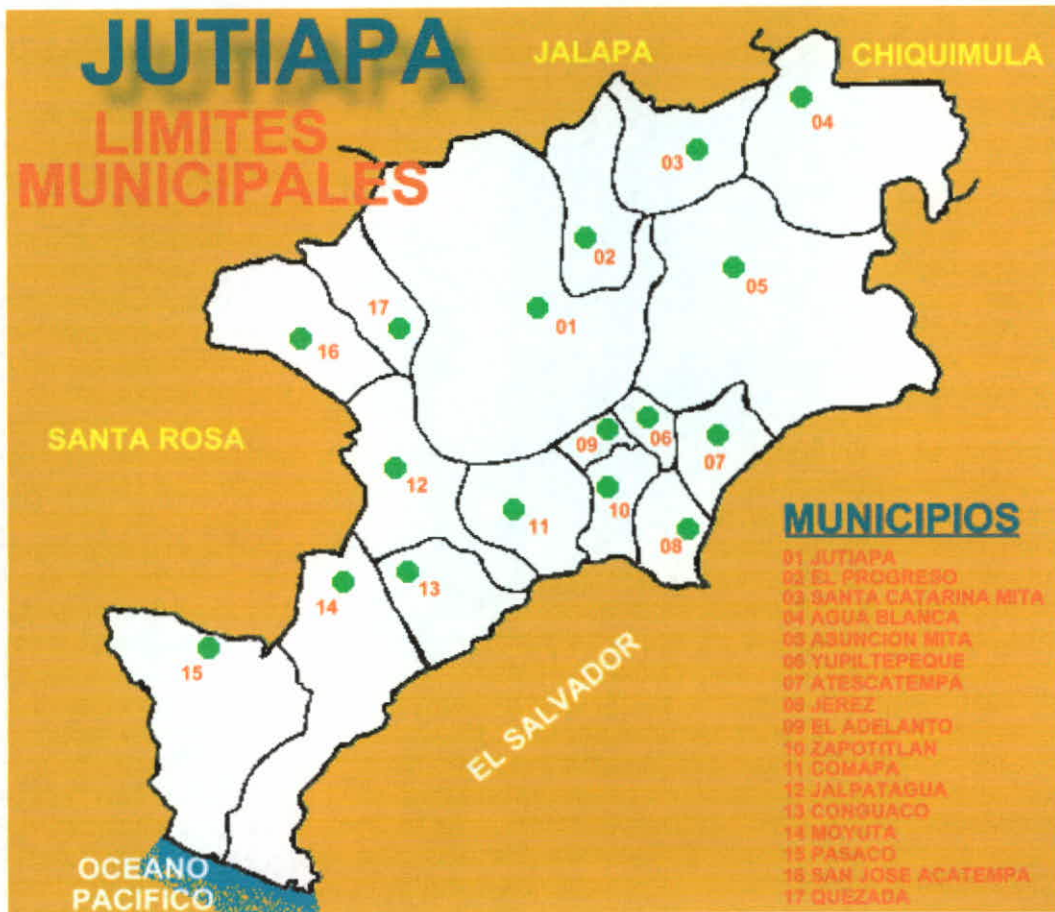 JUTIAPA
LIMITES
MUNICIPALES
JALAPA
CHIQUIMULA
04
03
02
05
17
01
16
SANTA ROSA
09
06
07
12
10
11
08
13
14
15
EL SALVADOR
OCEANO
PACIFICO
MUNICIPIOS
01 JUTIAPA
02 EL PROGRESO
03 SANTA CATARINA MITA
04 AGUA BLANCA
05 ASUNCION MITA
06 YUPILTEPEQUE
07 ATESCATEMPA
08 JEREZ
09 EL ADELANTO
10 ZAPOTITLAN
11 COMAPA
12 JALPATAGUA
13 CONGUACO
14 MOYUTA
15 PASACO
16 SAN JOSE ACATEMPA
17 QUEZADA